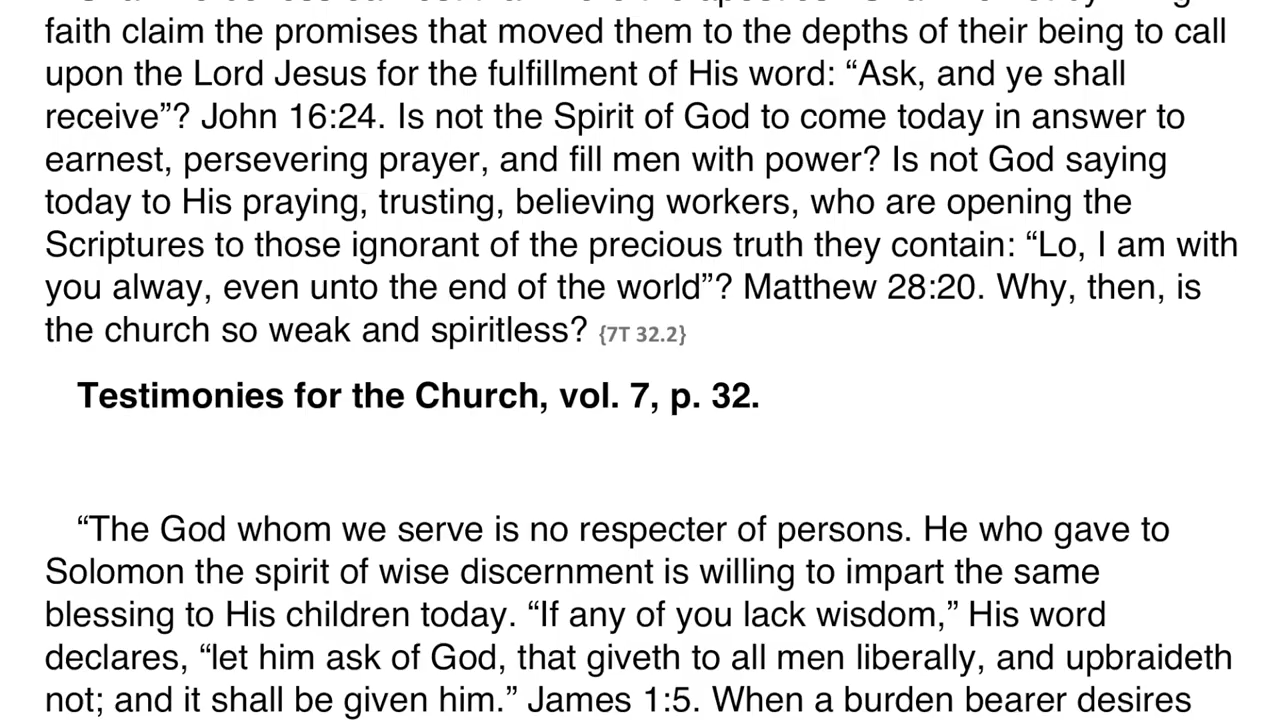 faith claim the promises that moved them to the depths of their being to call
upon the Lord Jesus for the fulfillment of His word: “Ask, and ye shall
receive”? John 16:24. Is not the Spirit of God to come today in answer to
earnest, persevering prayer, and fill men with power? Is not God saying
today to His praying, trusting, believing workers, who are opening the
Scriptures to those ignorant of the precious truth they contain: “Lo, I am with
you alway, even unto the end of the world”? Matthew 28:20. Why, then, is
the church so weak and spiritless? {7T 32.2}
Testimonies for the Church, vol. 7, p. 32.
“The God whom we serve is no respecter of persons. He who gave to
Solomon the spirit of wise discernment is willing to impart the same
blessing to His children today. “If any of you lack wisdom,” His word
declares, “let him ask of God, that giveth to all men liberally, and upbraideth
not; and it shall be given him.” James 1:5. When a burden bearer desires